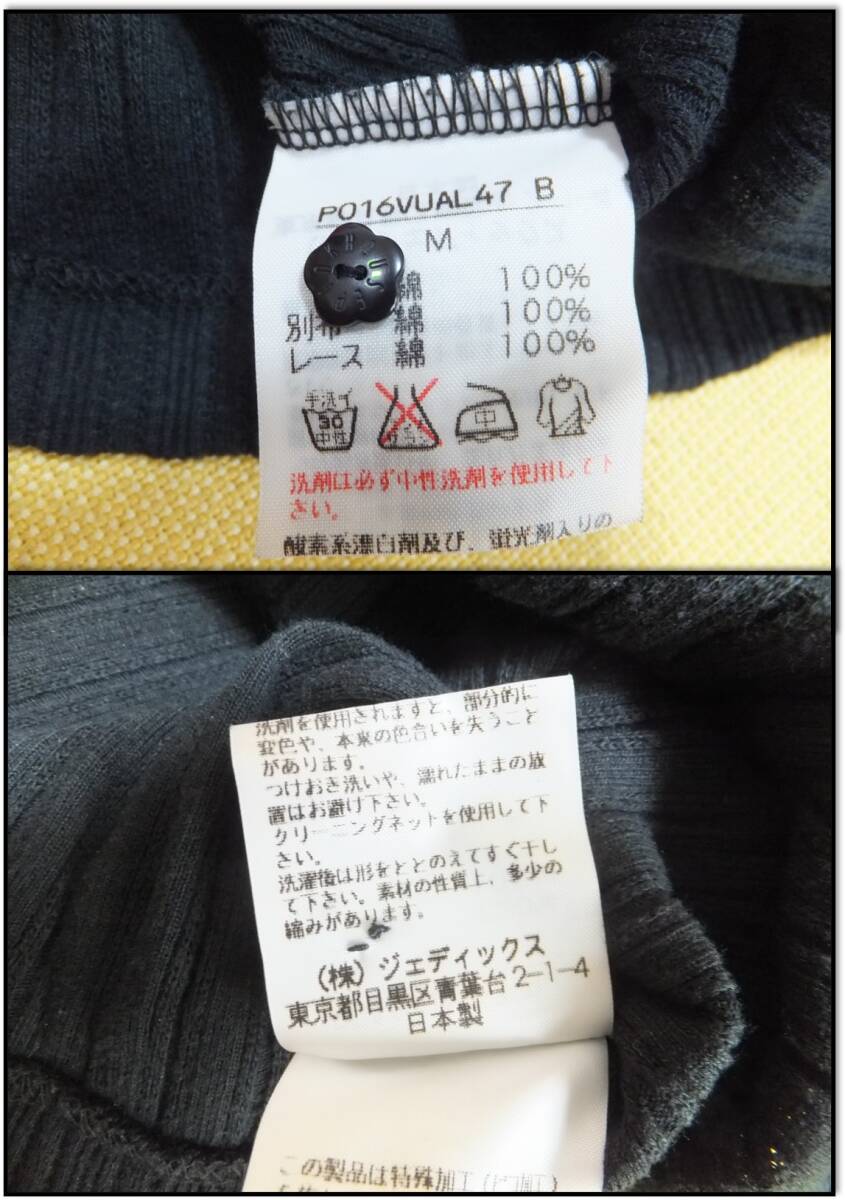 P016VUAL47 B
M
綿 100%
別布 綿 100%
レース 綿 100%
手洗イ
30
中性
中
洗剤は必ず中性洗剤を使用して下
さい。
酸素系漂白剤及び、蛍光剤入りの
洗剤を使用されますと、部分的に
変色や、本来の色合いを失うこと
があります。
つけおき洗いや、濡れたままの放
置はお避け下さい。
クリーニングネットを使用して下
さい。
洗濯後は形をととのえてすぐ干し
て下さい。素材の性質上、多少の
縮みがあります。
(株)ジェディックス
東京都目黒区青葉台2-1-4
日本製
この製品は特殊加工